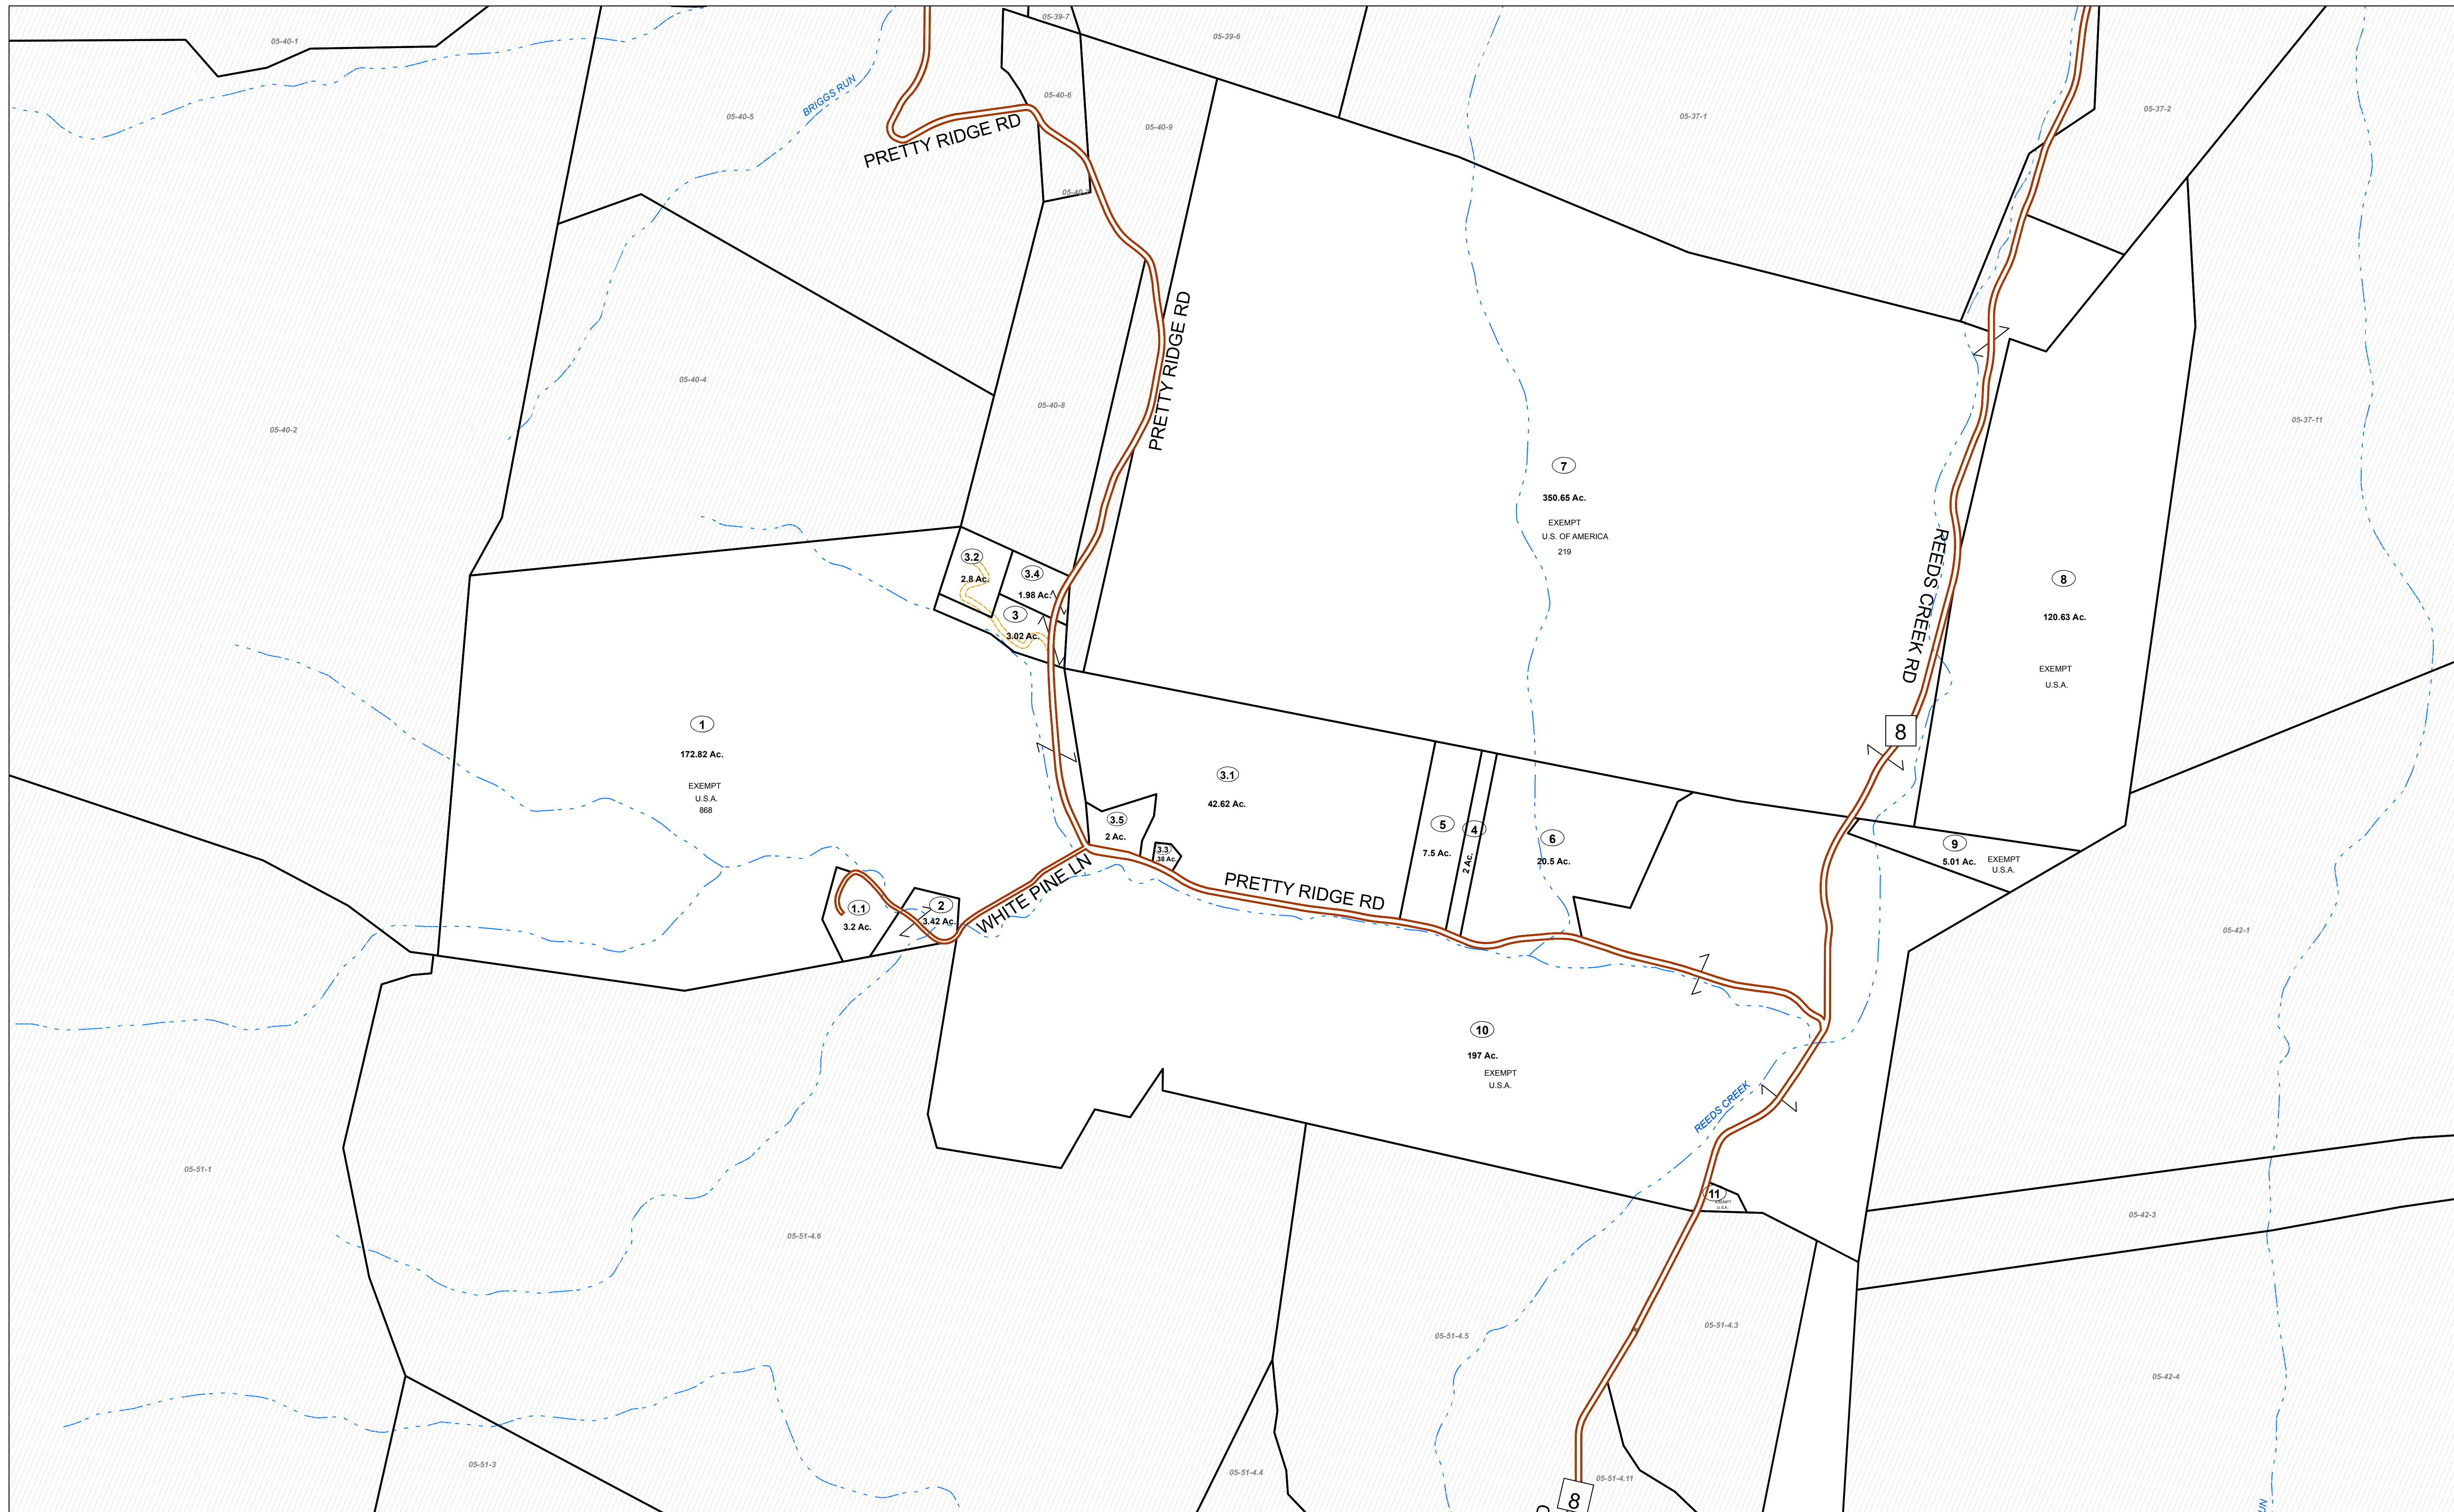 05-39-7
05-39-6
05-40-1
BRIGGS RUN
05-40-6
05-37-2
05-40-5
05-37-1
PRETTY RIDGE RD
05-40-9
05-40-7
PRETTY RIDGE RD
05-40-4
05-40-8
05-40-2
05-37-11
7
350.65 Ac.
EXEMPT
U.S. OF AMERICA
219
REEDS CREEK RD
3.2
2.8 Ac.
3.4
1.98 Ac.
3
3.02 Ac.
8
120.63 Ac.
EXEMPT
U.S.A.
1
172.82 Ac.
EXEMPT
U.S.A.
868
8
3.1
42.62 Ac.
3.5
2 Ac.
3.3
.38 Ac.
5
7.5 Ac.
4
2 Ac.
6
20.5 Ac.
9
5.01 Ac.
EXEMPT
U.S.A.
WHITE PINE LN
PRETTY RIDGE RD
1.1
3.2 Ac.
2
3.42 Ac.
05-42-1
10
197 Ac.
EXEMPT
U.S.A.
REEDS CREEK
05-51-1
11
EXEMPT
U.S.A.
05-42-3
05-51-4.6
05-51-4.5
05-51-4.3
05-42-4
05-51-3
05-51-4.4
05-51-4.11
8